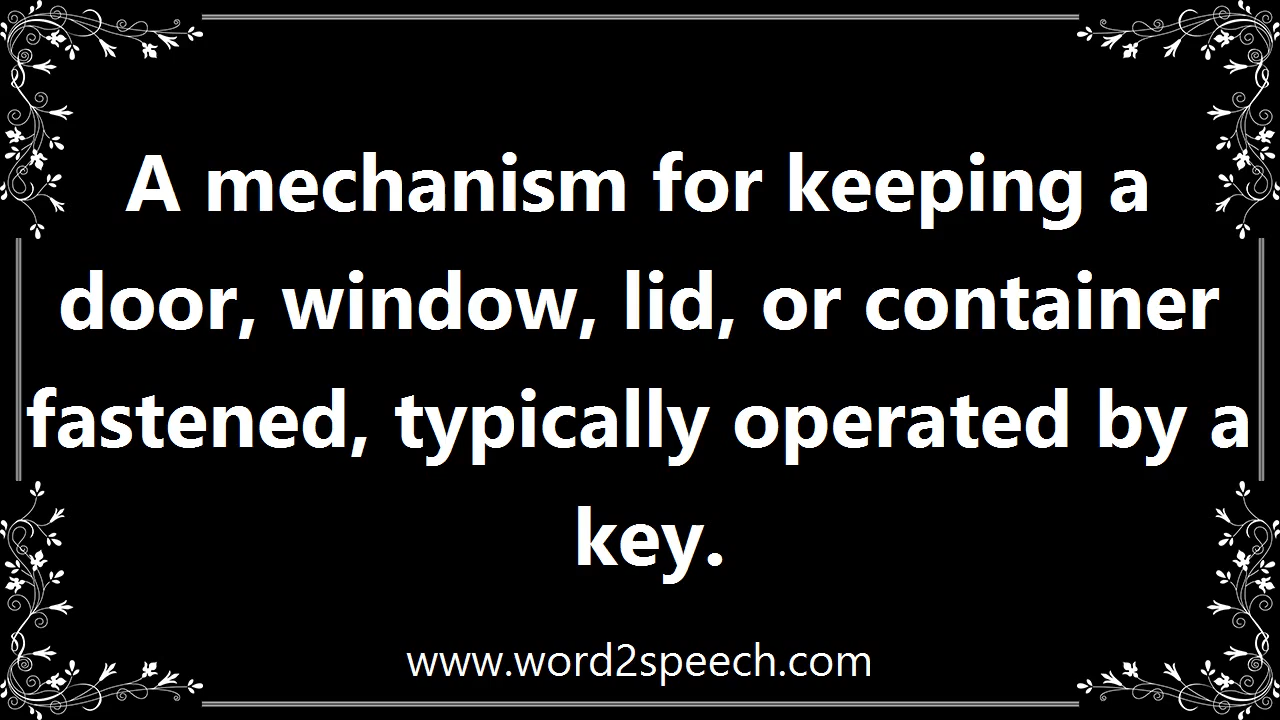 A mechanism for keeping a
door, window, lid, or container
fastened, typically operated by a
key.
www.word2speech.com